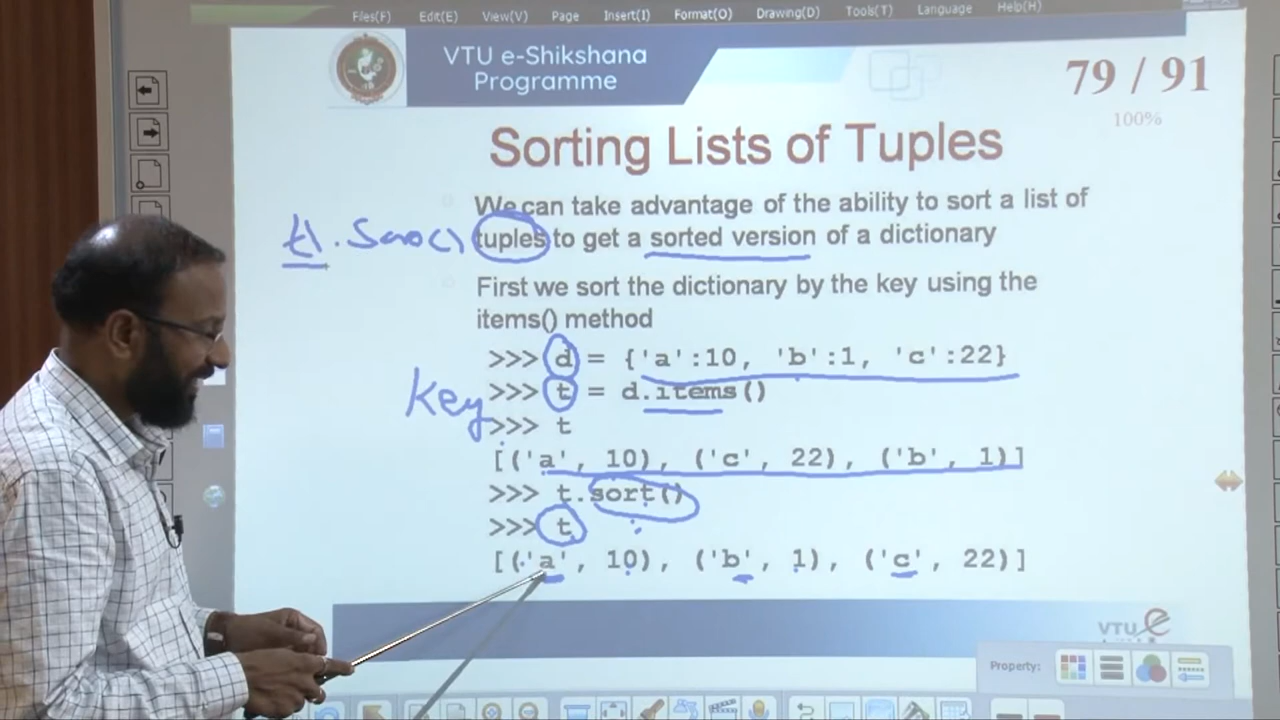 Files(F) Edit(E) View(V) Page Insert(I) Format(O) Drawing(D) Tools(T) Language Help(H)
VTU e-Shikshana
Programme
79 / 91
100%
Sorting Lists of Tuples
We can take advantage of the ability to sort a list of
tuples to get a sorted version of a dictionary
First we sort the dictionary by the key using the
items() method
>>> d = {'a':10, 'b':1, 'c':22}
>>> t = d.items()
Key
>>> t
[('a', 10), ('c', 22), ('b', 1)]
>>> t.sort()
>>> t
[('a', 10), ('b', 1), ('c', 22)]
VTU e
Property: